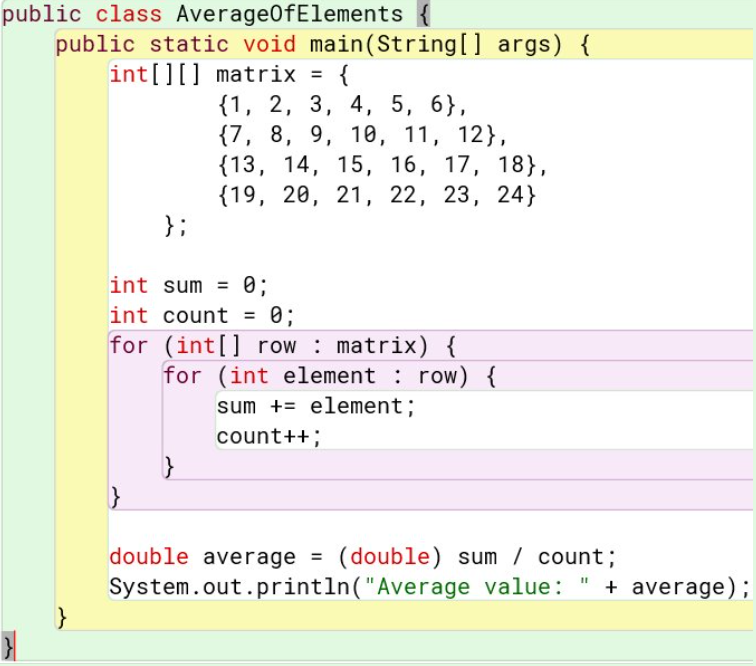 public class AverageOfElements {
public static void main(String[] args) {
int[][] matrix = {
{1, 2, 3, 4, 5, 6},
{7, 8, 9, 10, 11, 12},
{13, 14, 15, 16, 17, 18},
{19, 20, 21, 22, 23, 24}
};
int sum = 0;
int count = 0;
for (int[] row : matrix) {
for (int element : row) {
sum += element;
count++;
}
}
double average = (double) sum / count;
System.out.println("Average value: " + average);
}
}